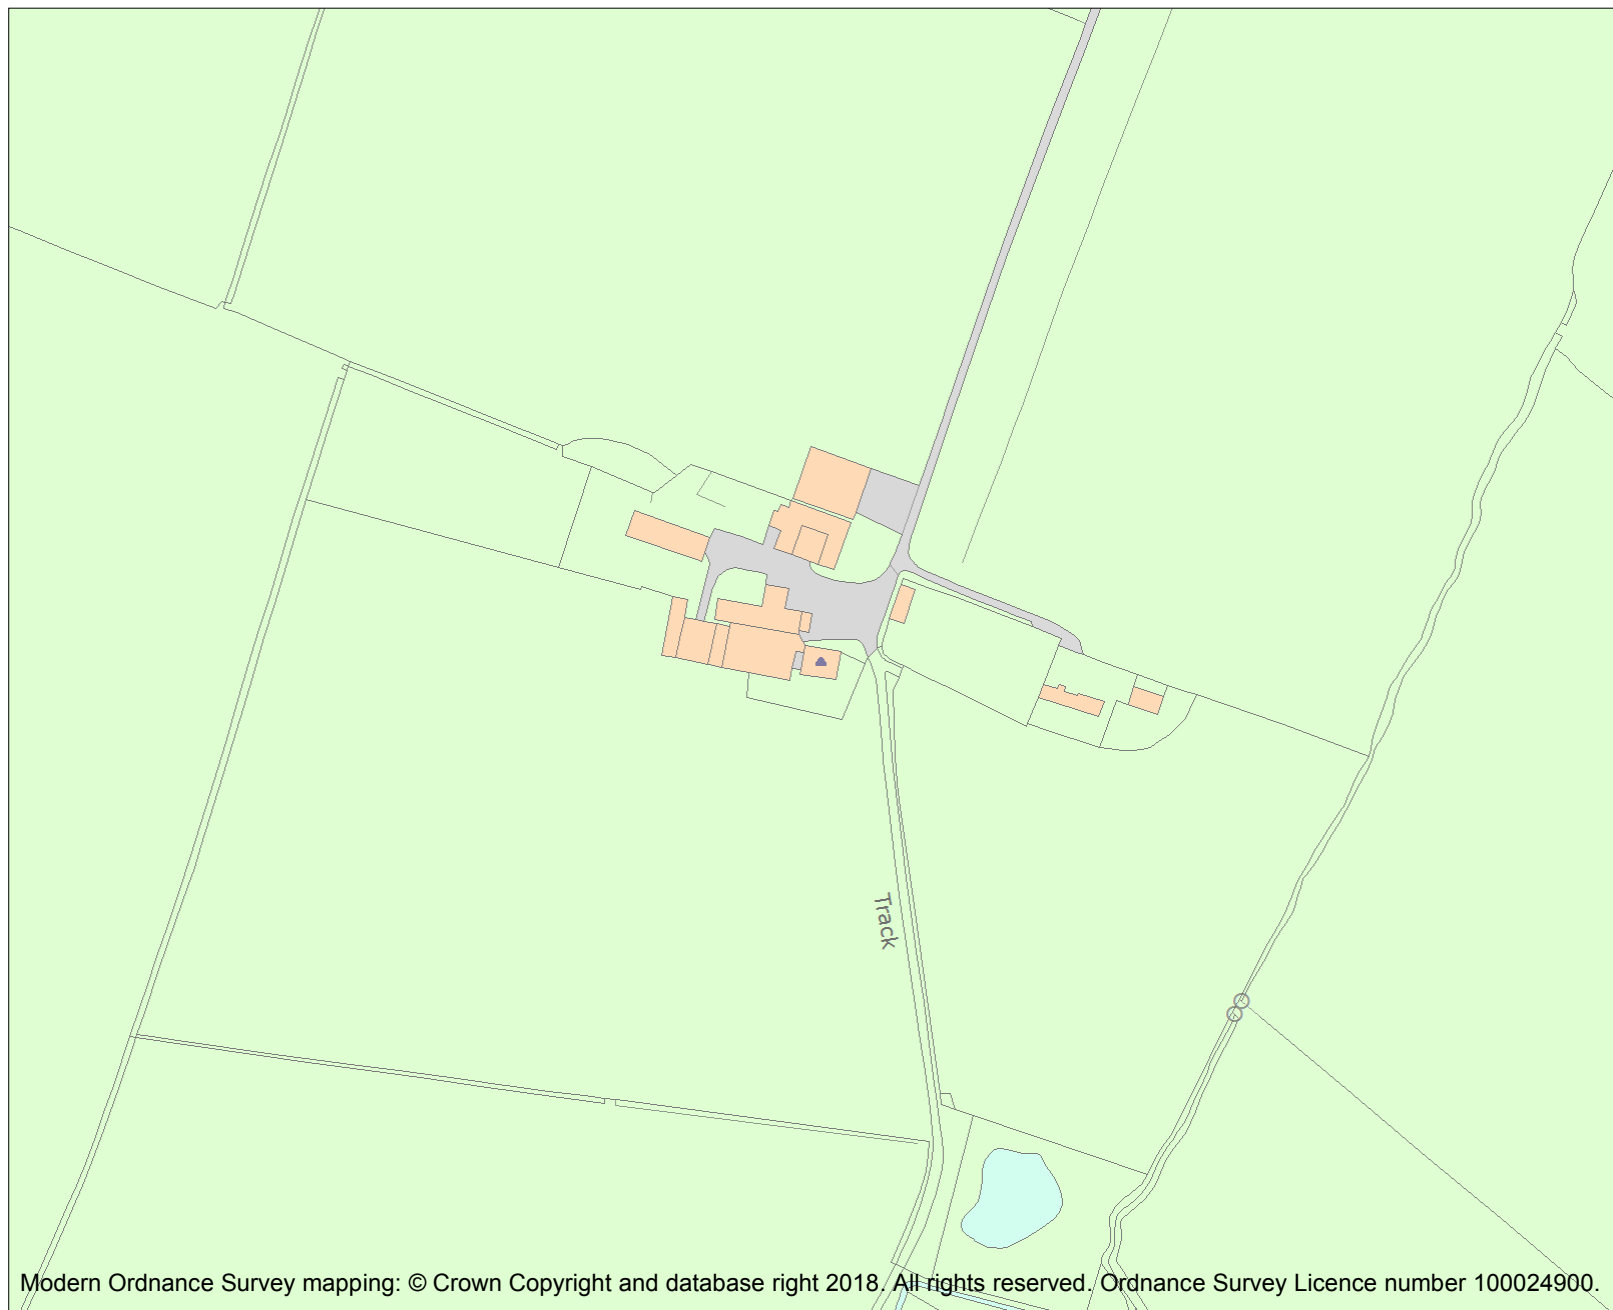 Track
Modern Ordnance Survey mapping: © Crown Copyright and database right 2018. All rights reserved. Ordnance Survey Licence number 100024900.